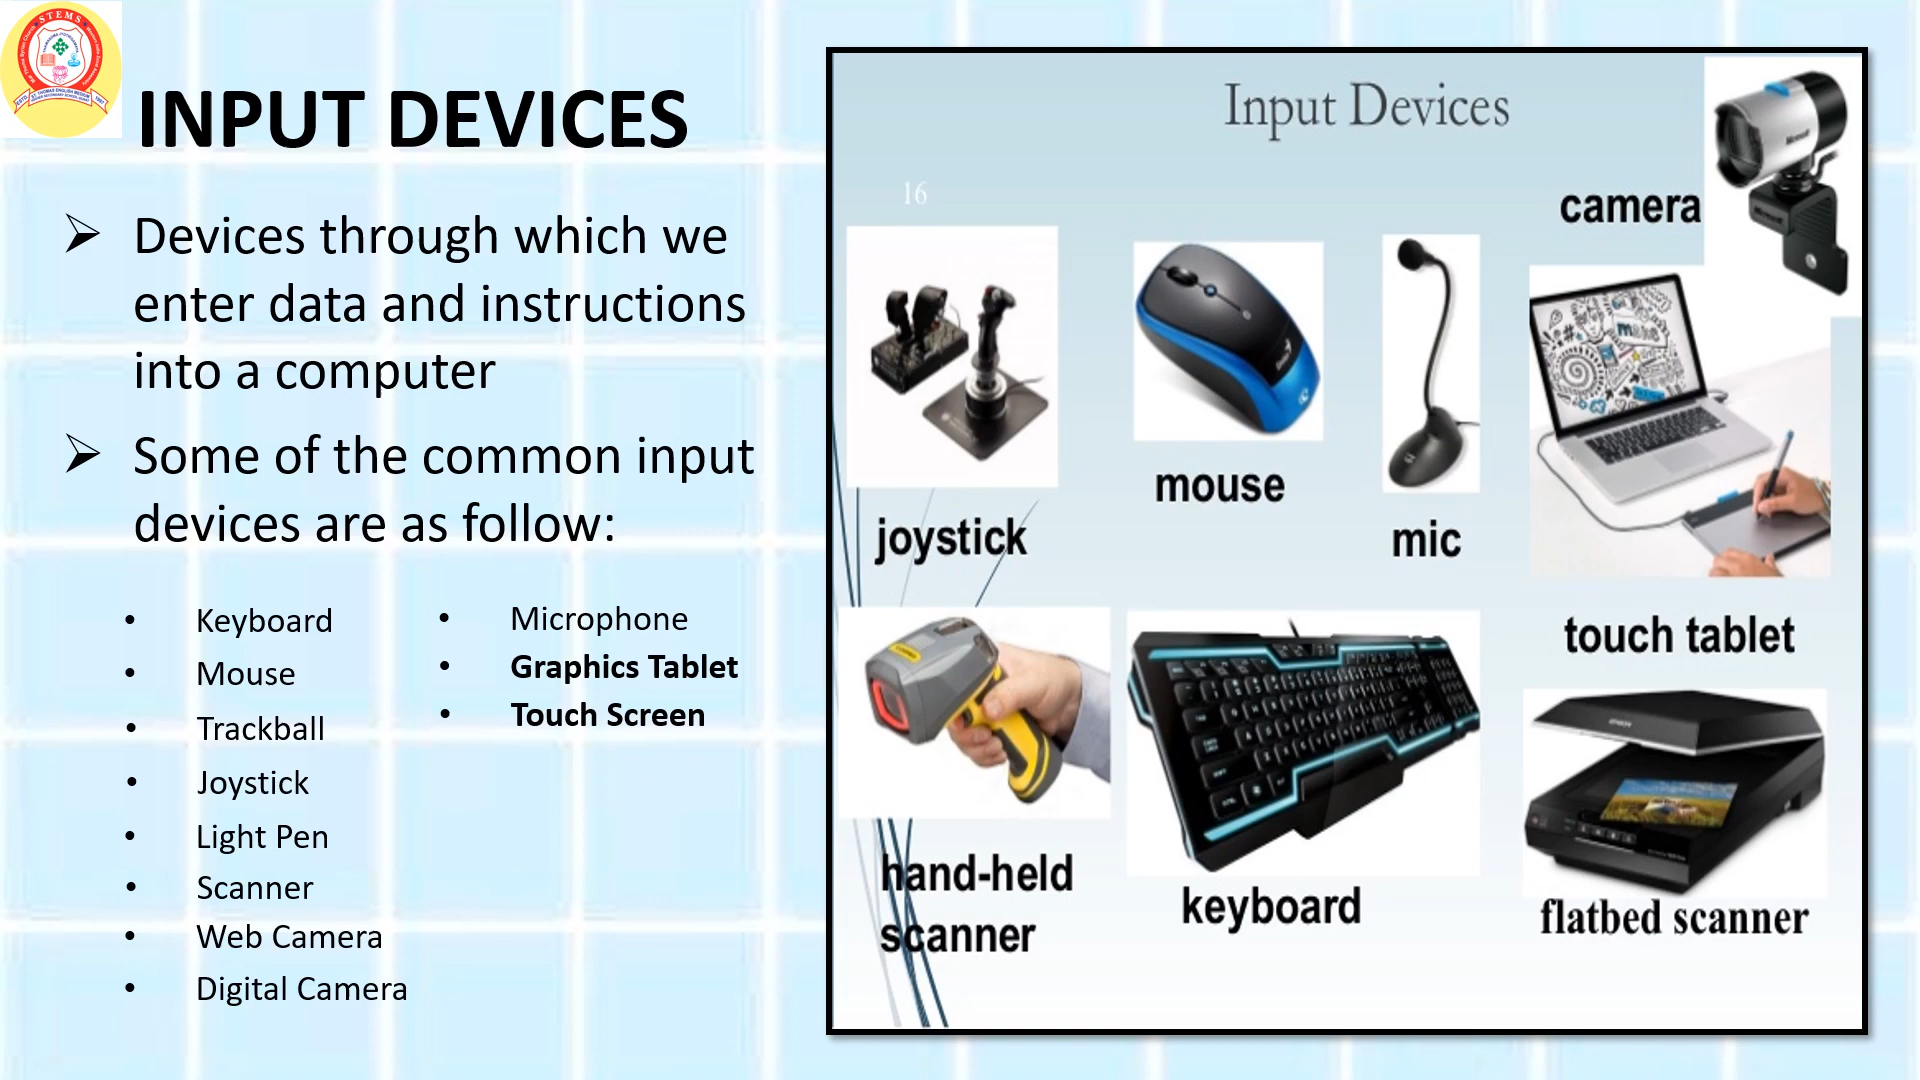 STEMS
INPUT DEVICES
➢ Devices through which we
enter data and instructions
into a computer
➢ Some of the common input
devices are as follow:
• Keyboard
• Mouse
• Trackball
• Joystick
• Light Pen
• Scanner
• Web Camera
• Digital Camera
• Microphone
• Graphics Tablet
• Touch Screen
Input Devices
16
camera
joystick
mouse
mic
touch tablet
hand-held
scanner
keyboard
flatbed scanner